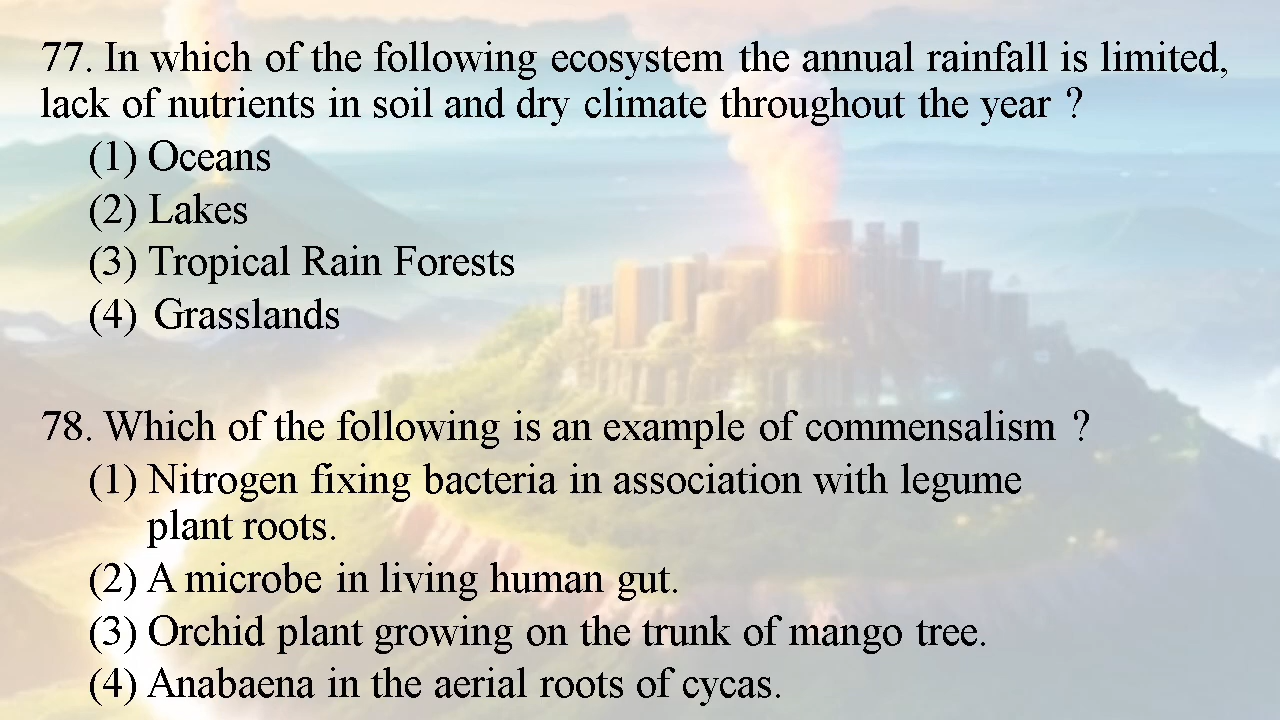 77. In which of the following ecosystem the annual rainfall is limited,
lack of nutrients in soil and dry climate throughout the year ?
(1) Oceans
(2) Lakes
(3) Tropical Rain Forests
(4) Grasslands
78. Which of the following is an example of commensalism ?
(1) Nitrogen fixing bacteria in association with legume
plant roots.
(2) A microbe in living human gut.
(3) Orchid plant growing on the trunk of mango tree.
(4) Anabaena in the aerial roots of cycas.